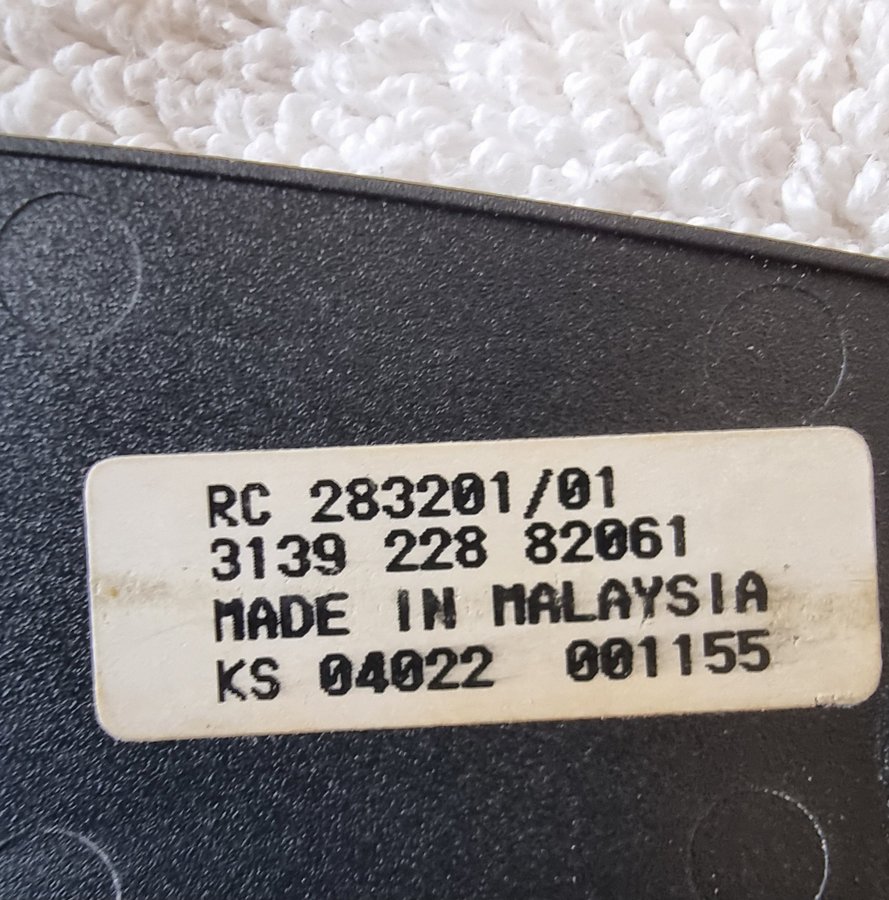 RC 283201/01
3139 228 82061
MADE IN MALAYSIA
KS 04022 001155